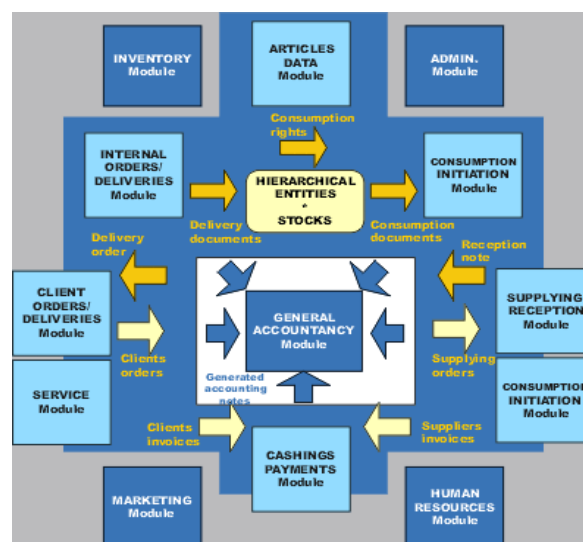 INVENTORY
Module
ARTICLES
DATA
Module
ADMIN.
Module
Consumption
rights
INTERNAL
ORDERS/
DELIVERIES
Module
HIERARCHICAL
ENTITIES
+
STOCKS
CONSUMPTION
INITIATION
Module
Delivery
documents
Consumption
documents
Delivery
order
Reception
note
CLIENT
ORDERS/
DELIVERIES
Module
GENERAL
ACCOUNTANCY
Module
SUPPLYING/
RECEPTION
Module
Clients
orders
Supplying
orders
Generated
accounting
notes
SERVICE
Module
CONSUMPTION
INITIATION
Module
Clients
invoices
Suppliers
invoices
CASHINGS
PAYMENTS
Module
MARKETING
Module
HUMAN
RESOURCES
Module